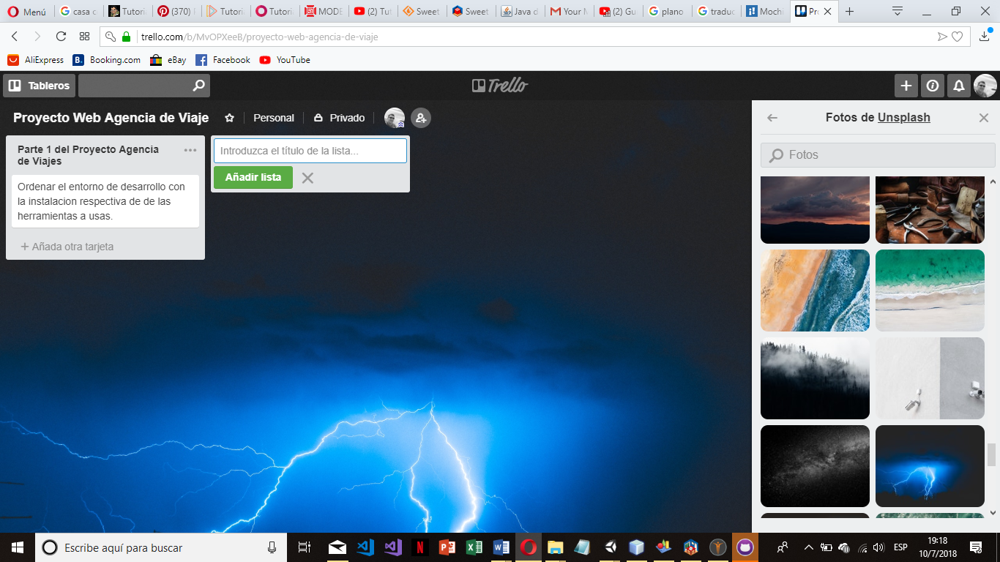 Menú
casa c
Tutori
(370)
Tutoria
Tutoria
MODE
(2) Tut
Sweet
Sweet
Java d
Your M
(2) Gu
plano
traduc
Mochi
Pro
trello.com/b/MvOPXeeB/proyecto-web-agencia-de-viaje
AliExpress
Booking.com
eBay
Facebook
YouTube
Tableros
Trello
Proyecto Web Agencia de Viaje
Personal
Privado
Fotos de Unsplash
Fotos
Parte 1 del Proyecto Agencia
de Viajes
Ordenar el entorno de desarrollo con
la instalacion respectiva de de las
herramientas a usas.
+ Añada otra tarjeta
Introduzca el título de la lista...
Añadir lista
Escribe aquí para buscar
ESP
19:18
10/7/2018